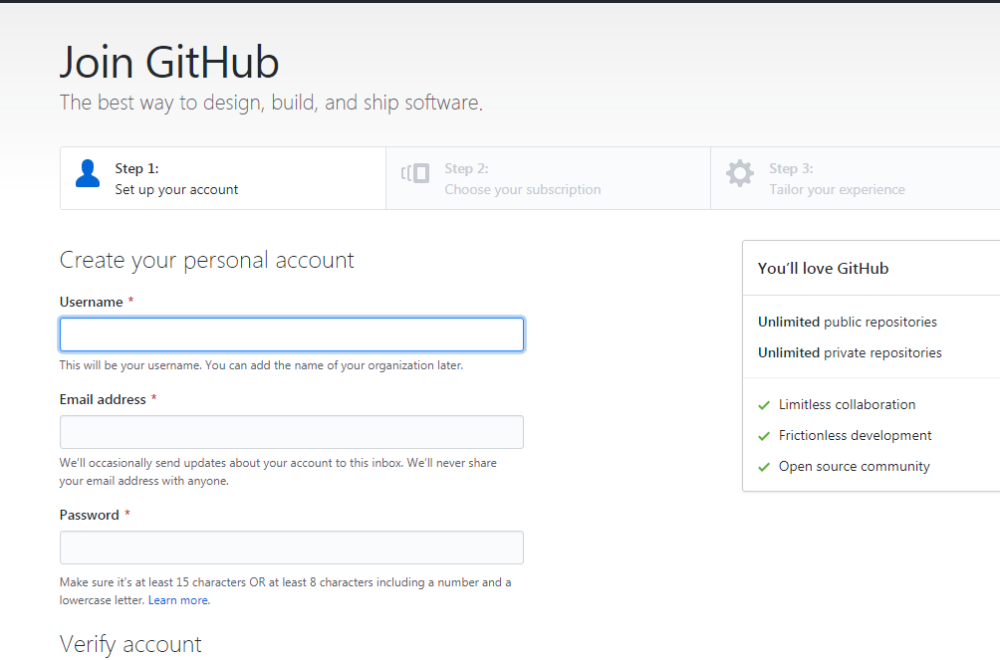 Join GitHub
The best way to design, build, and ship software.
Step 1:
Set up your account
Step 2:
Choose your subscription
Step 3:
Tailor your experience
Create your personal account
Username *
This will be your username. You can add the name of your organization later.
Email address *
We'll occasionally send updates about your account to this inbox. We'll never share
your email address with anyone.
Password *
Make sure it's at least 15 characters OR at least 8 characters including a number and a
lowercase letter. Learn more.
Verify account
You'll love GitHub
Unlimited public repositories
Unlimited private repositories
Limitless collaboration
Frictionless development
Open source community